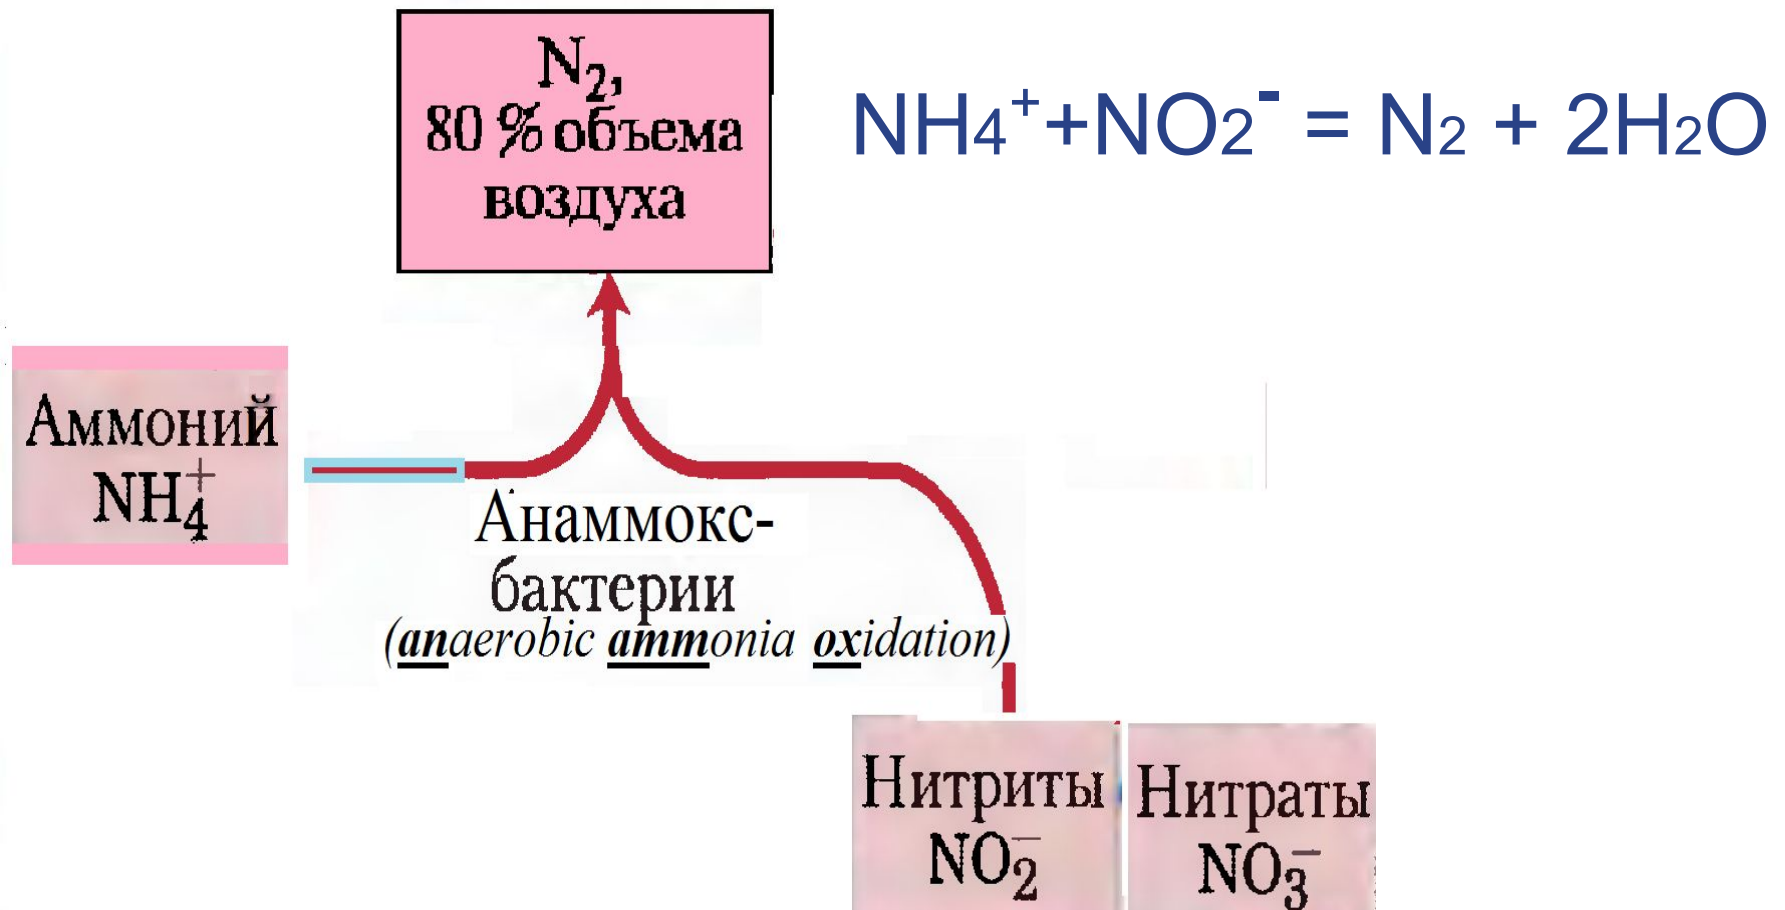 N₂,
80 % объема
воздуха
NH₄⁺+NO₂⁻ = N₂ + 2H₂O
Аммоний
NH₄⁺
Анаммокс-
бактерии
(anaerobic ammonia oxidation)
Нитриты
NO₂⁻
Нитраты
NO₃⁻